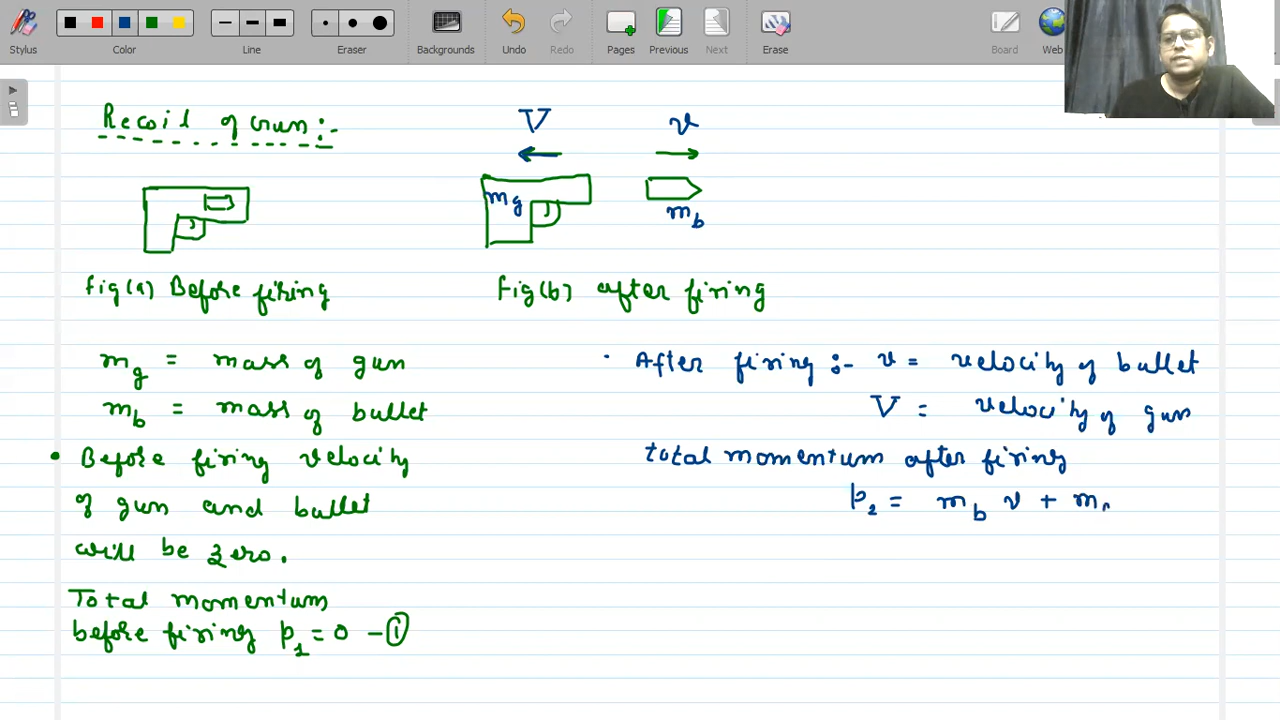 Stylus
Color
Line
Eraser
Backgrounds
Undo
Redo
Pages
Previous
Next
Erase
Board
Web
Recoil of Gun:-
V
v
mg
mb
fig(a) Before firing
fig(b) after firing
mg = mass of gun
mb = mass of bullet
• Before firing velocity
of gun and bullet
will be zero.
Total momentum
before firing p1 = 0 – ①
· After firing :- v = velocity of bullet
V = velocity of gun
total momentum after firing
p2 = mb v + m